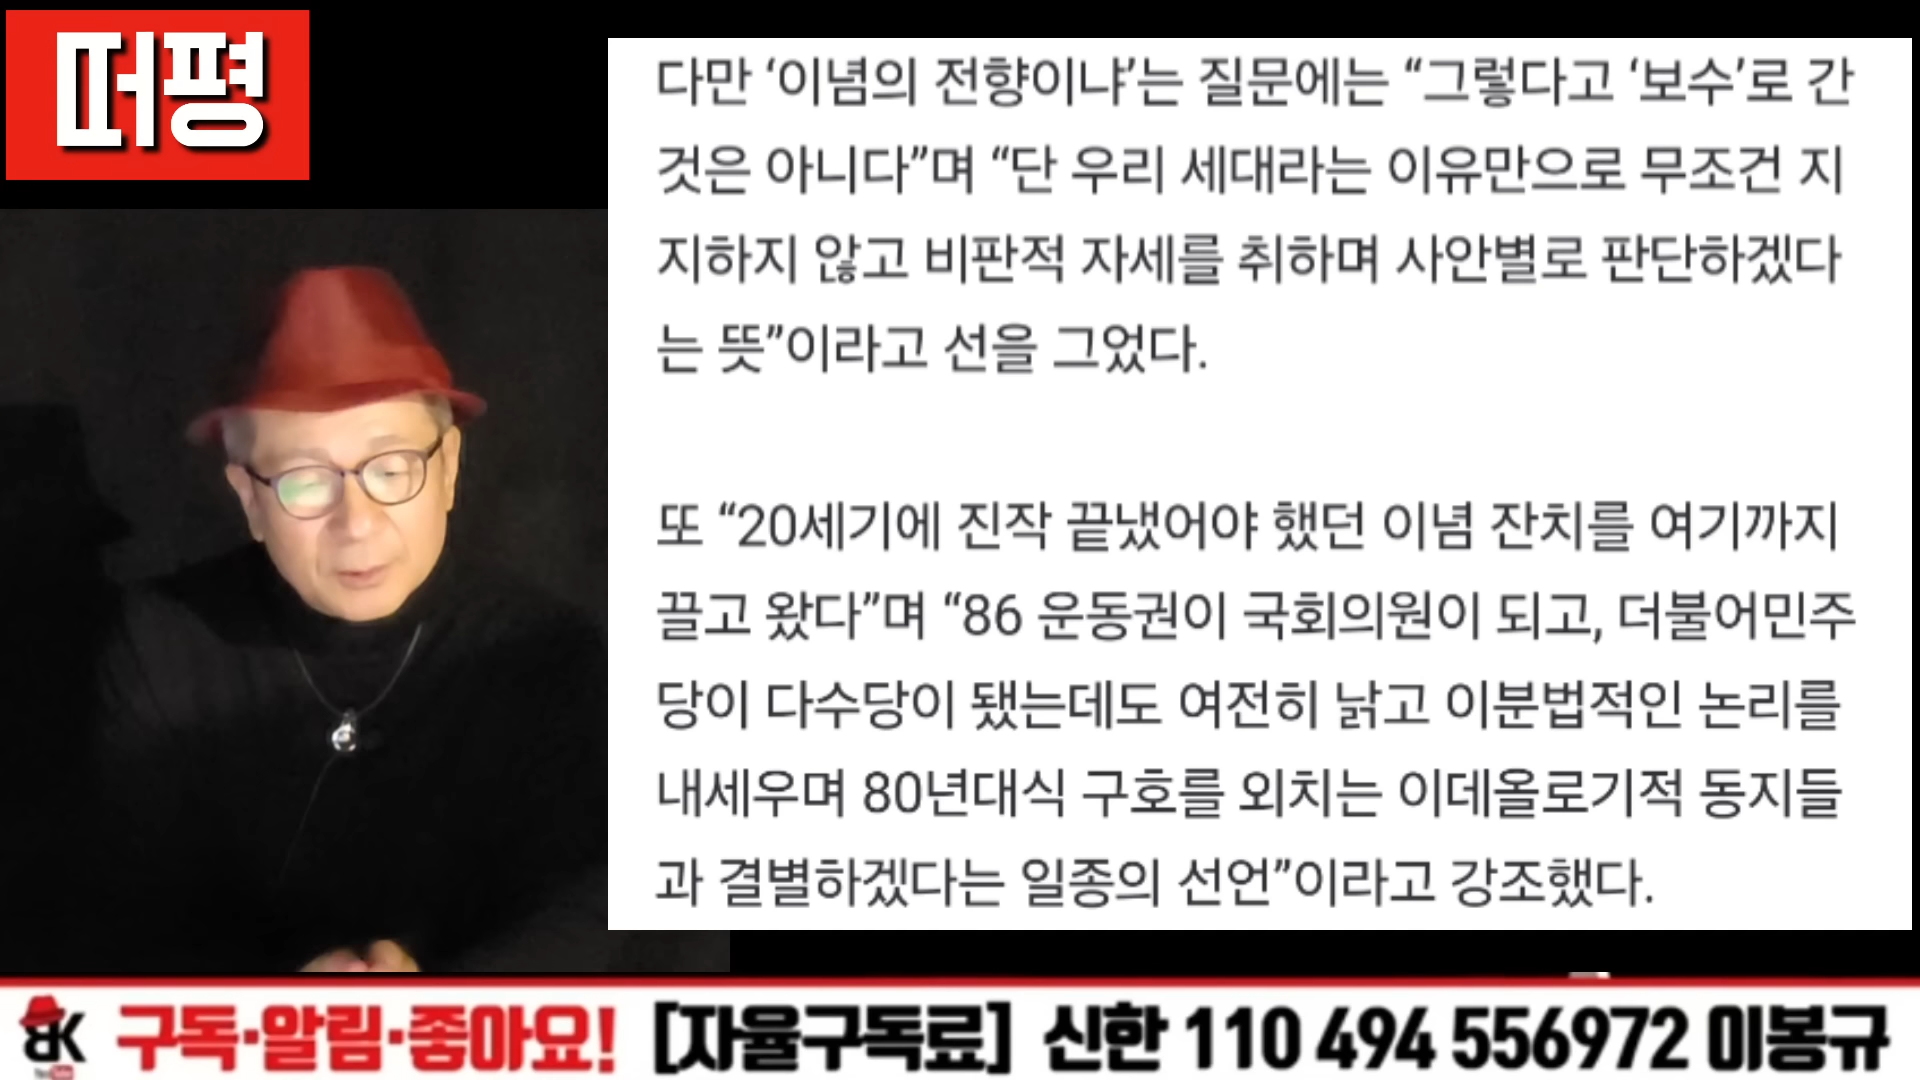 떠평
다만 ‘이념의 전향이냐’는 질문에는 “그렇다고 ‘보수’로 간
것은 아니다”며 “단 우리 세대라는 이유만으로 무조건 지
지하지 않고 비판적 자세를 취하며 사안별로 판단하겠다
는 뜻”이라고 선을 그었다.
또 “20세기에 진작 끝냈어야 했던 이념 잔치를 여기까지
끌고 왔다”며 “86 운동권이 국회의원이 되고, 더불어민주
당이 다수당이 됐는데도 여전히 낡고 이분법적인 논리를
내세우며 80년대식 구호를 외치는 이데올로기적 동지들
과 결별하겠다는 일종의 선언”이라고 강조했다.
BK 구독·알림·좋아요! [자율구독료] 신한 110 494 556972 이봉규
YouTube